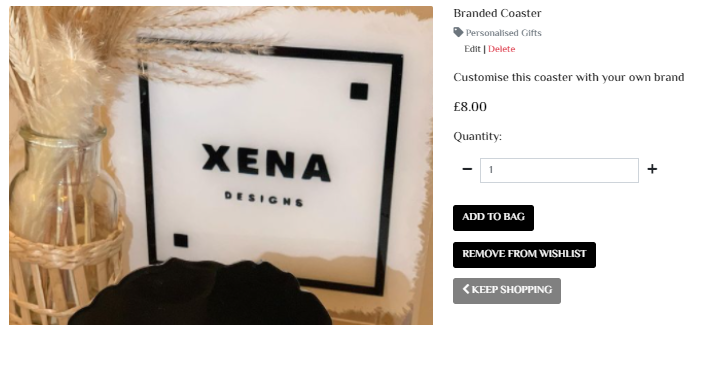 XENA
DESIGNS
Branded Coaster
Personalised Gifts
Edit | Delete
Customise this coaster with your own brand
£8.00
Quantity:
1
ADD TO BAG
REMOVE FROM WISHLIST
KEEP SHOPPING